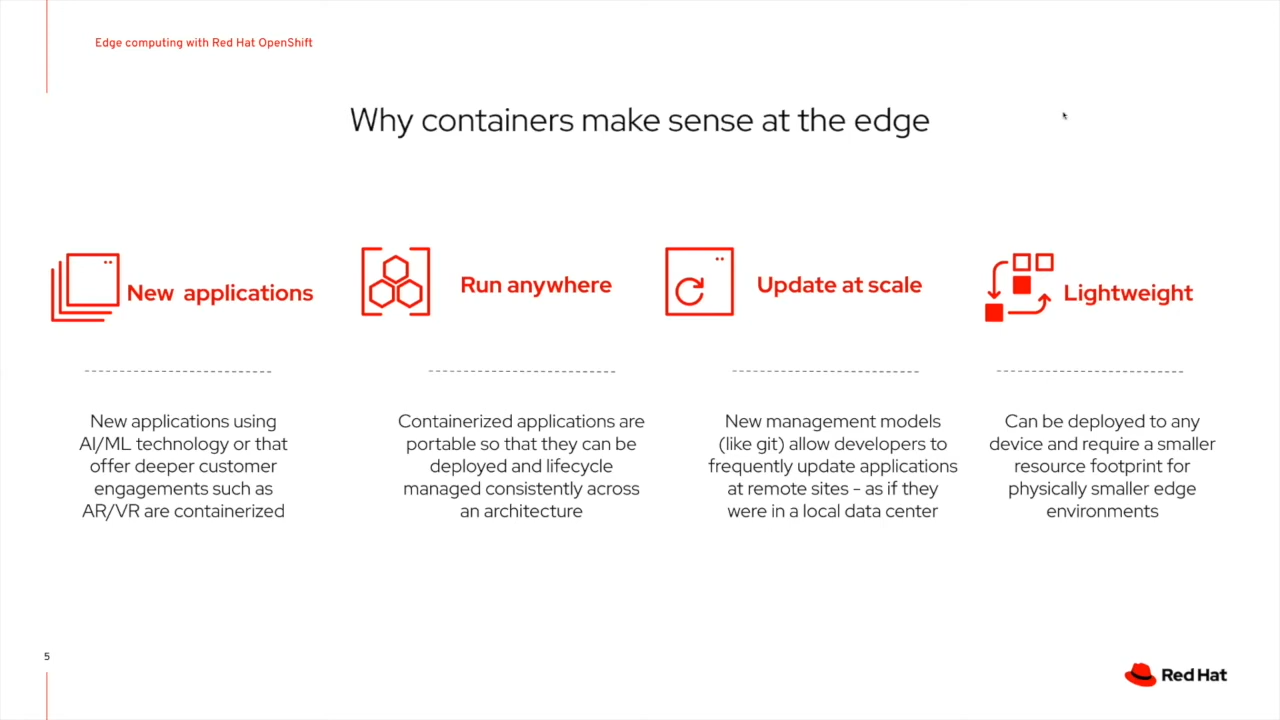 Edge computing with Red Hat OpenShift
Why containers make sense at the edge
New applications
New applications using
AI/ML technology or that
offer deeper customer
engagements such as
AR/VR are containerized
Run anywhere
Containerized applications are
portable so that they can be
deployed and lifecycle
managed consistently across
an architecture
Update at scale
New management models
(like git) allow developers to
frequently update applications
at remote sites - as if they
were in a local data center
Lightweight
Can be deployed to any
device and require a smaller
resource footprint for
physically smaller edge
environments
5
Red Hat